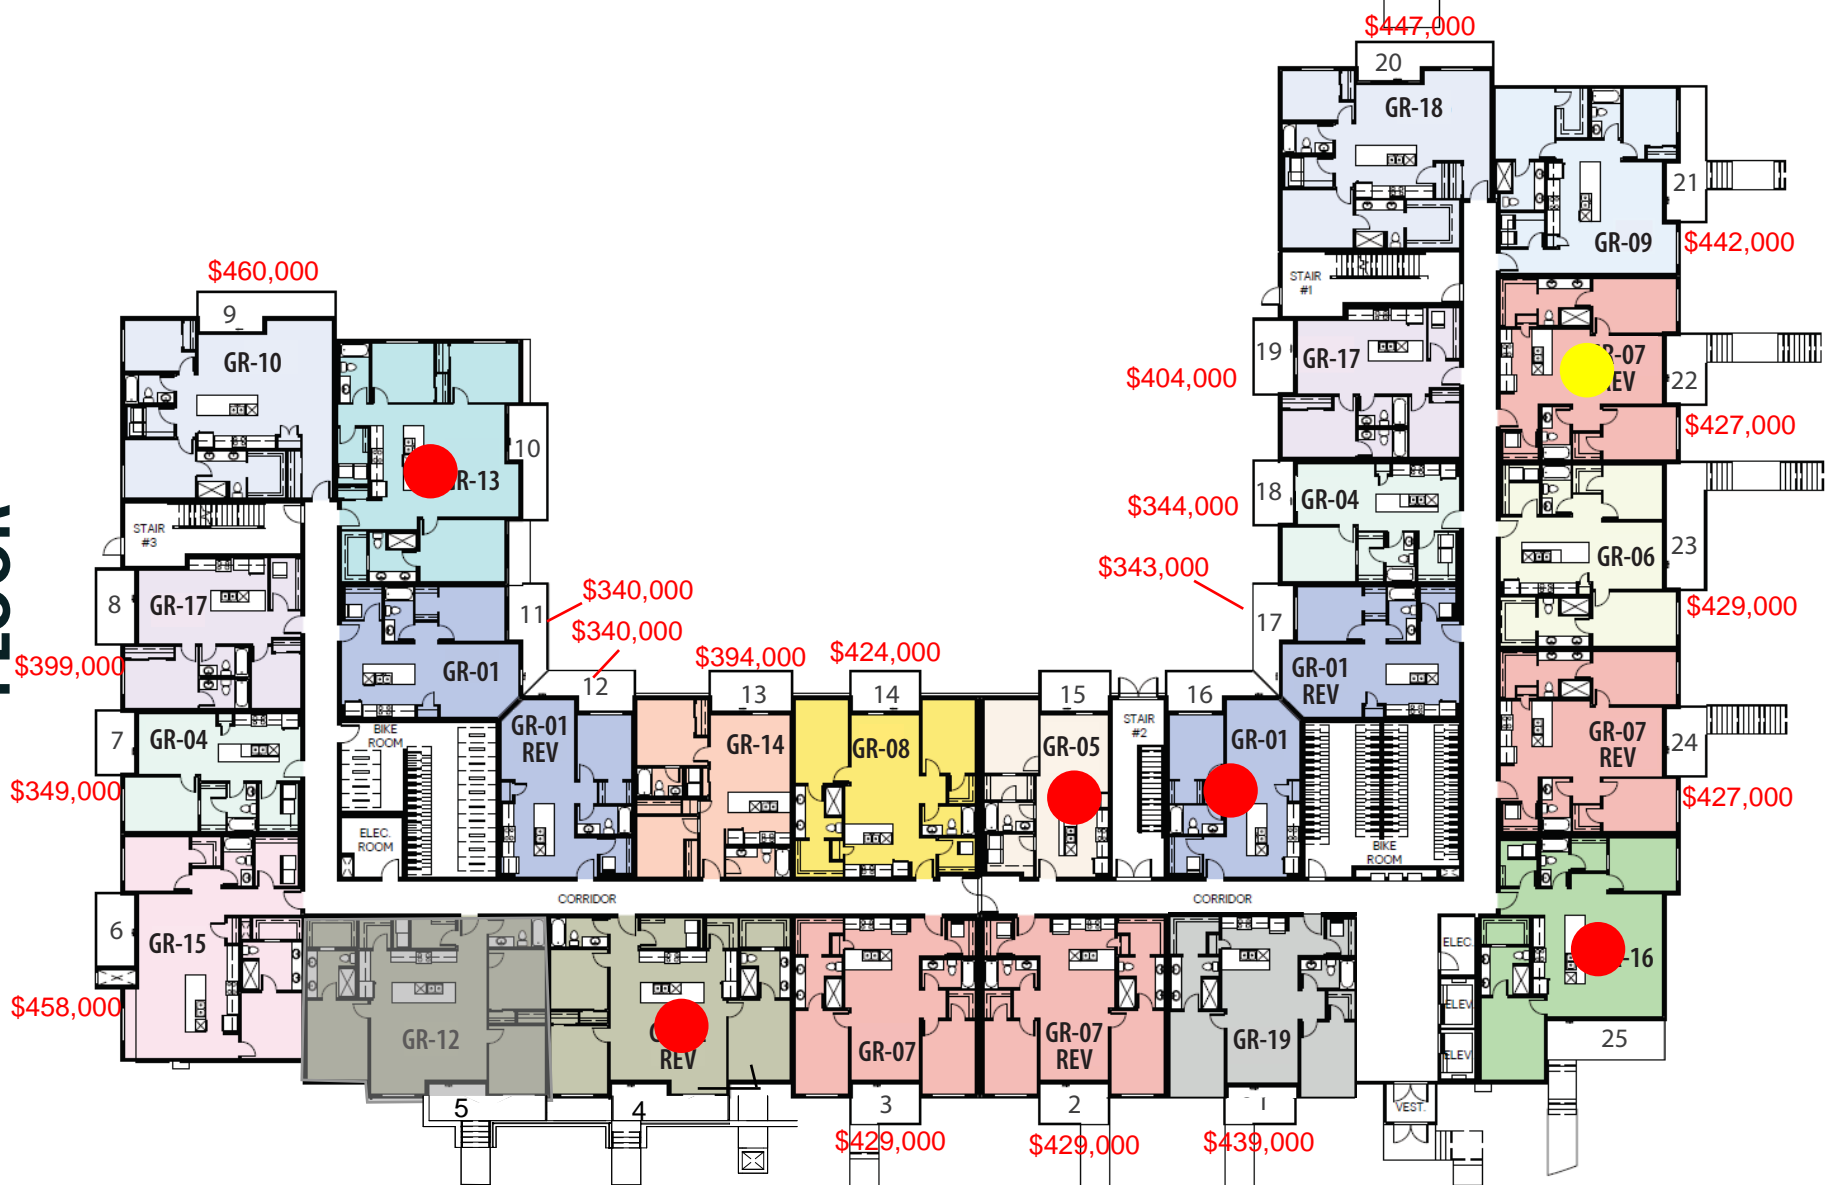 $447,000
20
GR-18
21
GR-09
$442,000
STAIR
#1
$460,000
9
GR-10
19
GR-17
$404,000
22
-07
EV
$427,000
10
R-13
18
GR-04
$344,000
STAIR
#3
23
GR-06
$429,000
8
GR-17
$399,000
11
$340,000
$340,000
12
GR-01
$343,000
17
GR-01
REV
$394,000
13
$424,000
14
15
16
7
GR-04
$349,000
BIKE
ROOM
GR-01
REV
GR-14
GR-08
GR-05
STAIR
#2
GR-01
GR-07
REV
24
$427,000
ELEC.
ROOM
BIKE
ROOM
CORRIDOR
CORRIDOR
6
GR-15
$458,000
GR-12
REV
GR-07
GR-07
REV
GR-19
ELEC.
ELEV
ELEV
-16
25
5
4
3
2
1
VEST.
$429,000
$429,000
$439,000